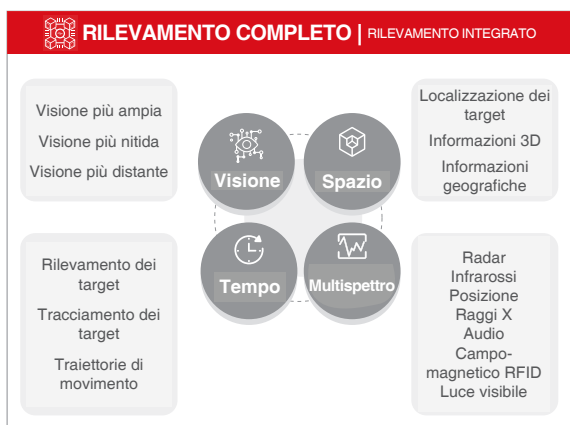 RILEVAMENTO COMPLETO | RILEVAMENTO INTEGRATO
Visione più ampia
Visione più nitida
Visione più distante
Visione
Spazio
Localizzazione dei
target
Informazioni 3D
Informazioni
geografiche
Rilevamento dei
target
Tracciamento dei
target
Traiettorie di
movimento
Tempo
Multispettro
Radar
Infrarossi
Posizione
Raggi X
Audio
Campo-
magnetico RFID
Luce visibile